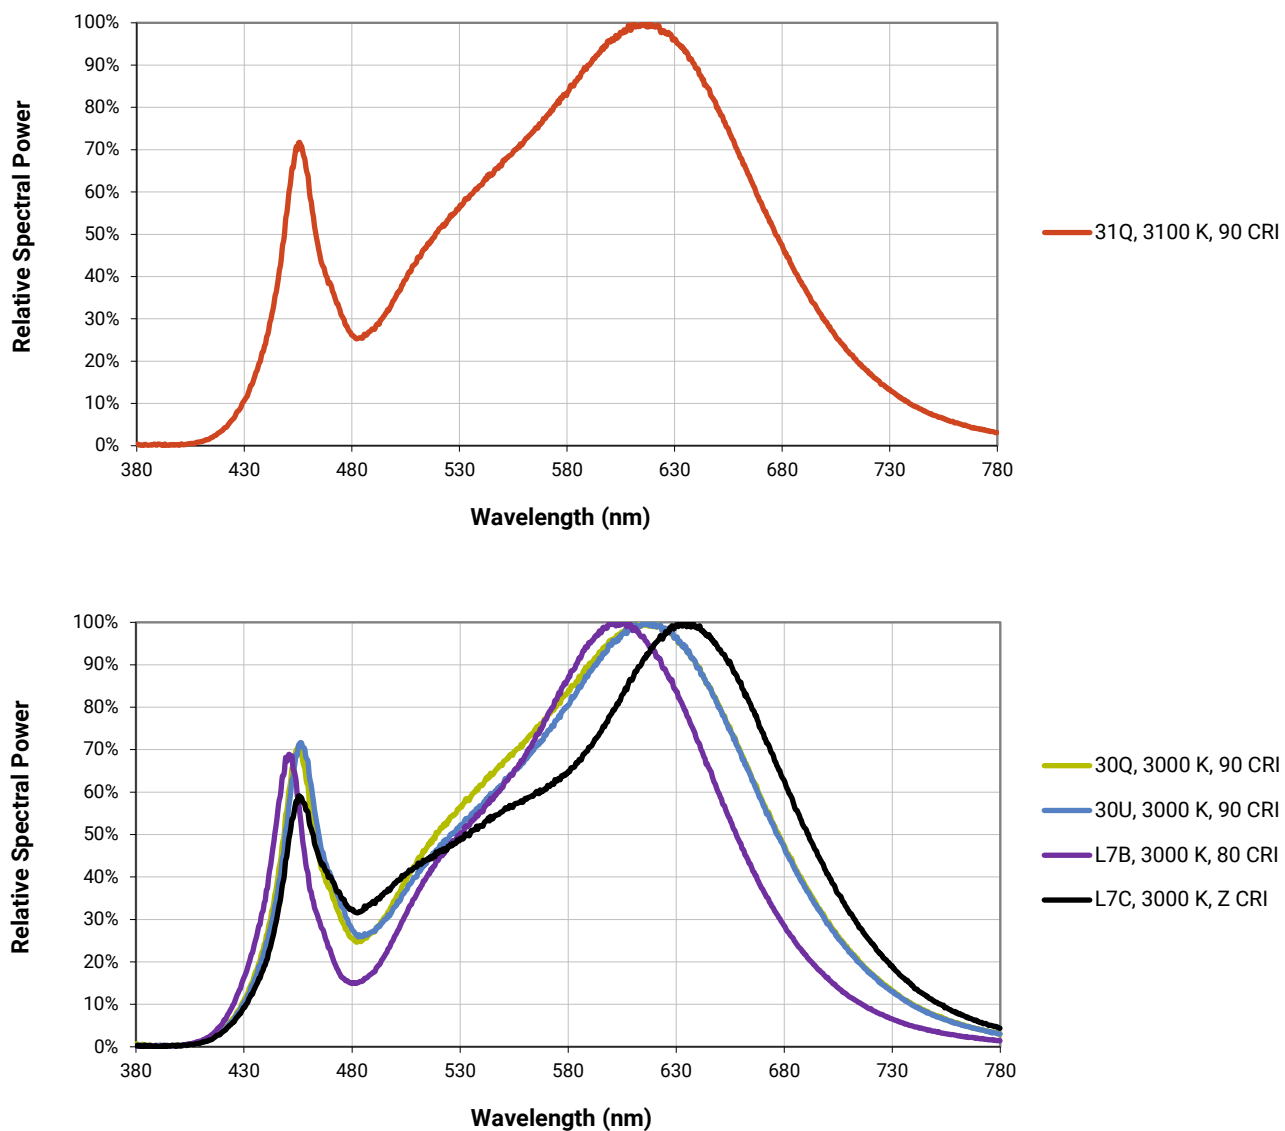 Relative Spectral Power
100%
90%
80%
70%
60%
50%
40%
30%
20%
10%
0%
380 430 480 530 580 630 680 730 780
Wavelength (nm)
31Q, 3100 K, 90 CRI
Relative Spectral Power
100%
90%
80%
70%
60%
50%
40%
30%
20%
10%
0%
380 430 480 530 580 630 680 730 780
Wavelength (nm)
30Q, 3000 K, 90 CRI
30U, 3000 K, 90 CRI
L7B, 3000 K, 80 CRI
L7C, 3000 K, Z CRI